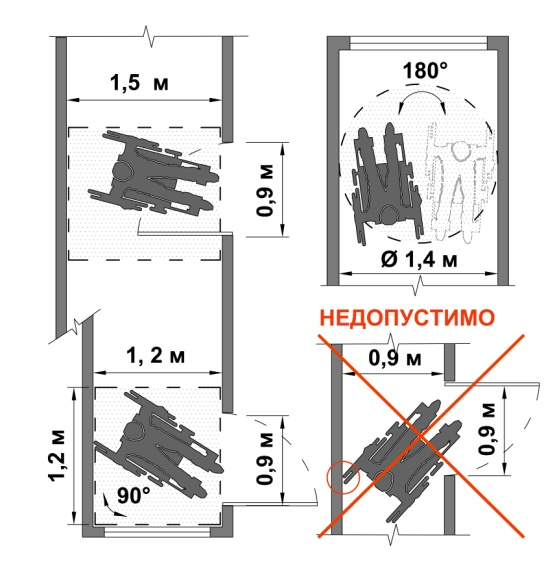 1,5 м
0,9 м
180°
Ø 1,4 м
НЕДОПУСТИМО
1, 2 м
1,2 м
90°
0,9 м
0,9 м
0,9 м